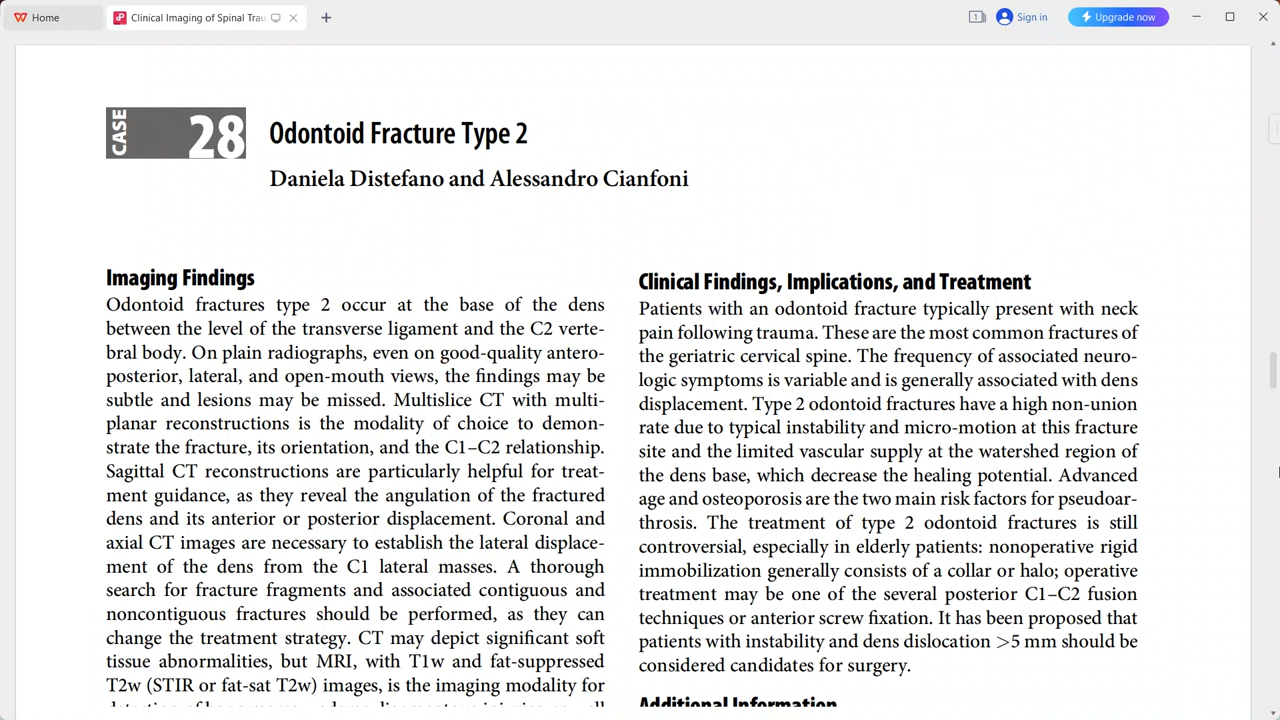 Home
Clinical Imaging of Spinal Trau
1
Sign in
Upgrade now
CASE 28
Odontoid Fracture Type 2
Daniela Distefano and Alessandro Cianfoni
Imaging Findings
Odontoid fractures type 2 occur at the base of the dens
between the level of the transverse ligament and the C2 verte-
bral body. On plain radiographs, even on good-quality antero-
posterior, lateral, and open-mouth views, the findings may be
subtle and lesions may be missed. Multislice CT with multi-
planar reconstructions is the modality of choice to demon-
strate the fracture, its orientation, and the C1–C2 relationship.
Sagittal CT reconstructions are particularly helpful for treat-
ment guidance, as they reveal the angulation of the fractured
dens and its anterior or posterior displacement. Coronal and
axial CT images are necessary to establish the lateral displace-
ment of the dens from the C1 lateral masses. A thorough
search for fracture fragments and associated contiguous and
noncontiguous fractures should be performed, as they can
change the treatment strategy. CT may depict significant soft
tissue abnormalities, but MRI, with T1w and fat-suppressed
T2w (STIR or fat-sat T2w) images, is the imaging modality for
Clinical Findings, Implications, and Treatment
Patients with an odontoid fracture typically present with neck
pain following trauma. These are the most common fractures of
the geriatric cervical spine. The frequency of associated neuro-
logic symptoms is variable and is generally associated with dens
displacement. Type 2 odontoid fractures have a high non-union
rate due to typical instability and micro-motion at this fracture
site and the limited vascular supply at the watershed region of
the dens base, which decrease the healing potential. Advanced
age and osteoporosis are the two main risk factors for pseudoar-
throsis. The treatment of type 2 odontoid fractures is still
controversial, especially in elderly patients: nonoperative rigid
immobilization generally consists of a collar or halo; operative
treatment may be one of the several posterior C1–C2 fusion
techniques or anterior screw fixation. It has been proposed that
patients with instability and dens dislocation >5 mm should be
considered candidates for surgery.
Additional Information